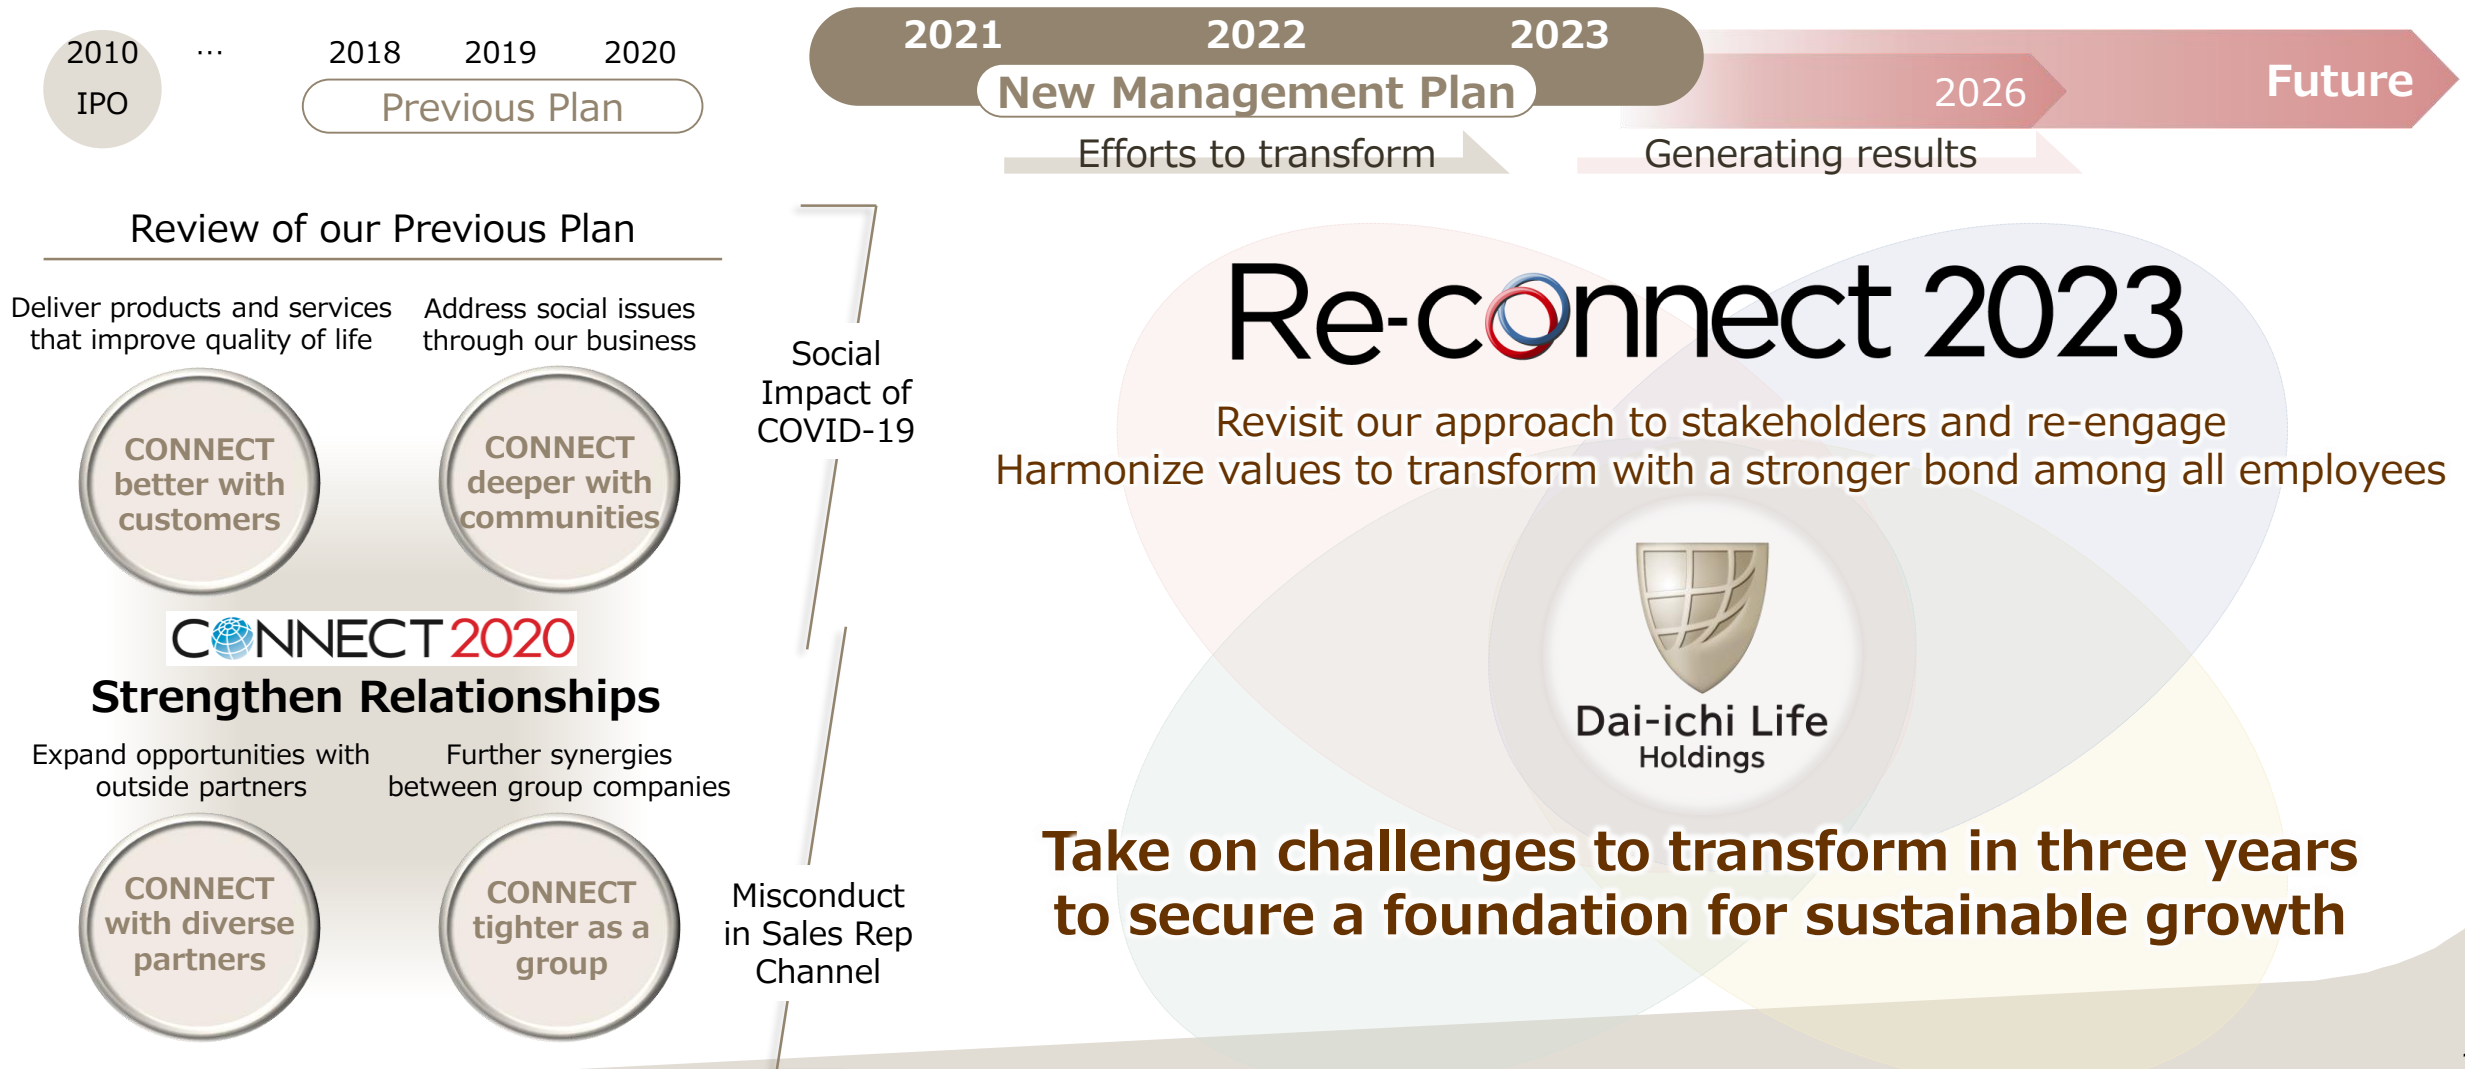 2010
IPO
...
2018 2019 2020
Previous Plan
2021 2022 2023
New Management Plan
2026
Future
Efforts to transform
Generating results
Review of our Previous Plan
Deliver products and services
that improve quality of life
Address social issues
through our business
CONNECT
better with
customers
CONNECT
deeper with
communities
CONNECT 2020
Strengthen Relationships
Expand opportunities with
outside partners
Further synergies
between group companies
CONNECT
with diverse
partners
CONNECT
tighter as a
group
Social
Impact of
COVID-19
Misconduct
in Sales Rep
Channel
Re-connect 2023
Revisit our approach to stakeholders and re-engage
Harmonize values to transform with a stronger bond among all employees
Dai-ichi Life
Holdings
Take on challenges to transform in three years
to secure a foundation for sustainable growth